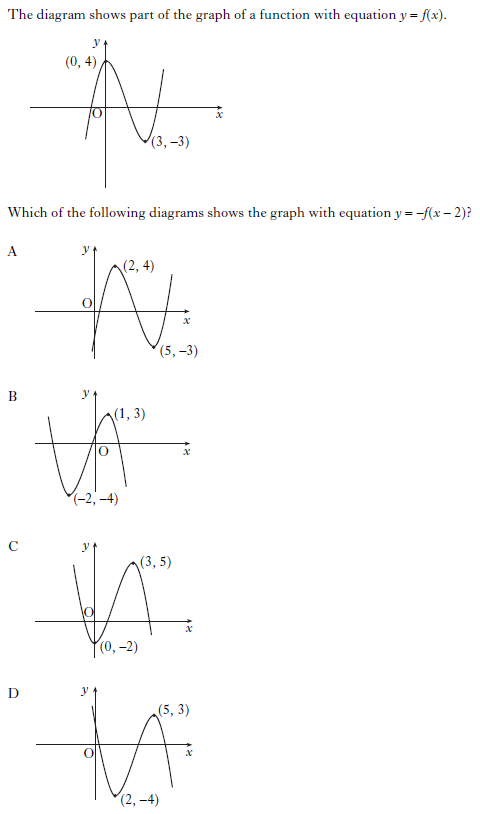 The diagram shows part of the graph of a function with equation y = f(x).
y
(0, 4)
O
x
(3, –3)
Which of the following diagrams shows the graph with equation y = –f(x – 2)?
A
y
(2, 4)
O
x
(5, –3)
B
y
(1, 3)
O
x
(–2, –4)
C
y
(3, 5)
O
x
(0, –2)
D
y
(5, 3)
O
x
(2, –4)